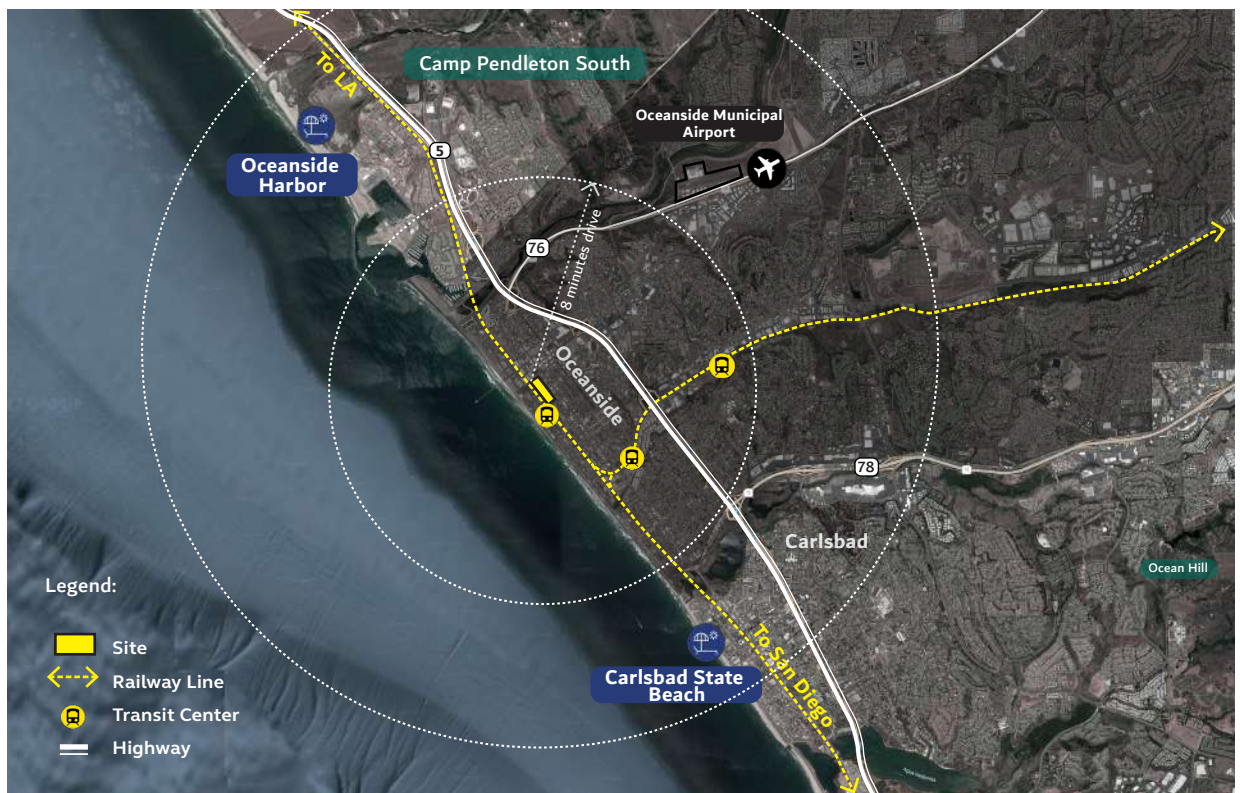 Camp Pendleton South
To LA
Oceanside Municipal
Airport
5
Oceanside
Harbor
76
8 minutes drive
Oceanside
78
Carlsbad
Ocean Hill
Legend:
Site
Railway Line
Transit Center
Highway
Carlsbad State
Beach
To San Diego